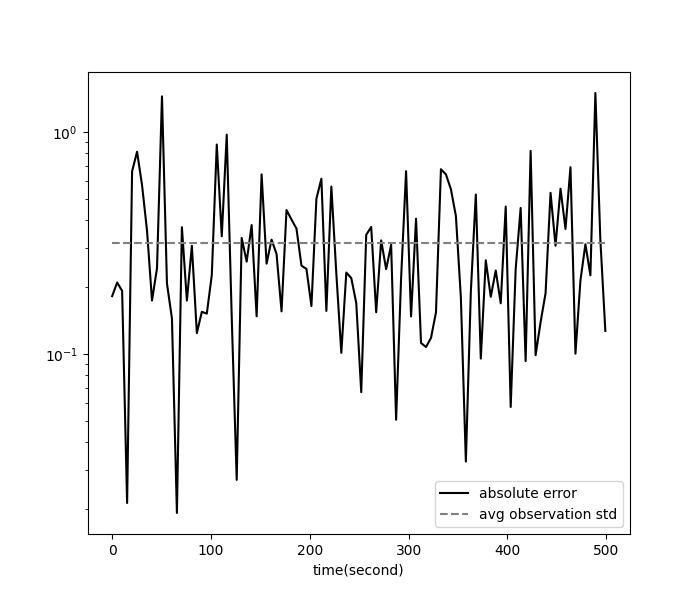 10⁰
10⁻¹
absolute error
avg observation std
0 100 200 300 400 500
time(second)